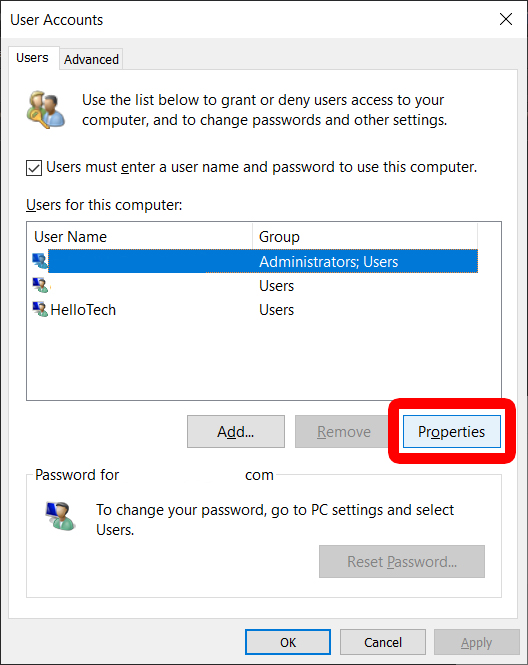 User Accounts
Users
Advanced
Use the list below to grant or deny users access to your
computer, and to change passwords and other settings.
Users must enter a user name and password to use this computer.
Users for this computer:
User Name Group
Administrators; Users
Users
HelloTech Users
Add... Remove Properties
Password for com
To change your password, go to PC settings and select
Users.
Reset Password...
OK Cancel Apply